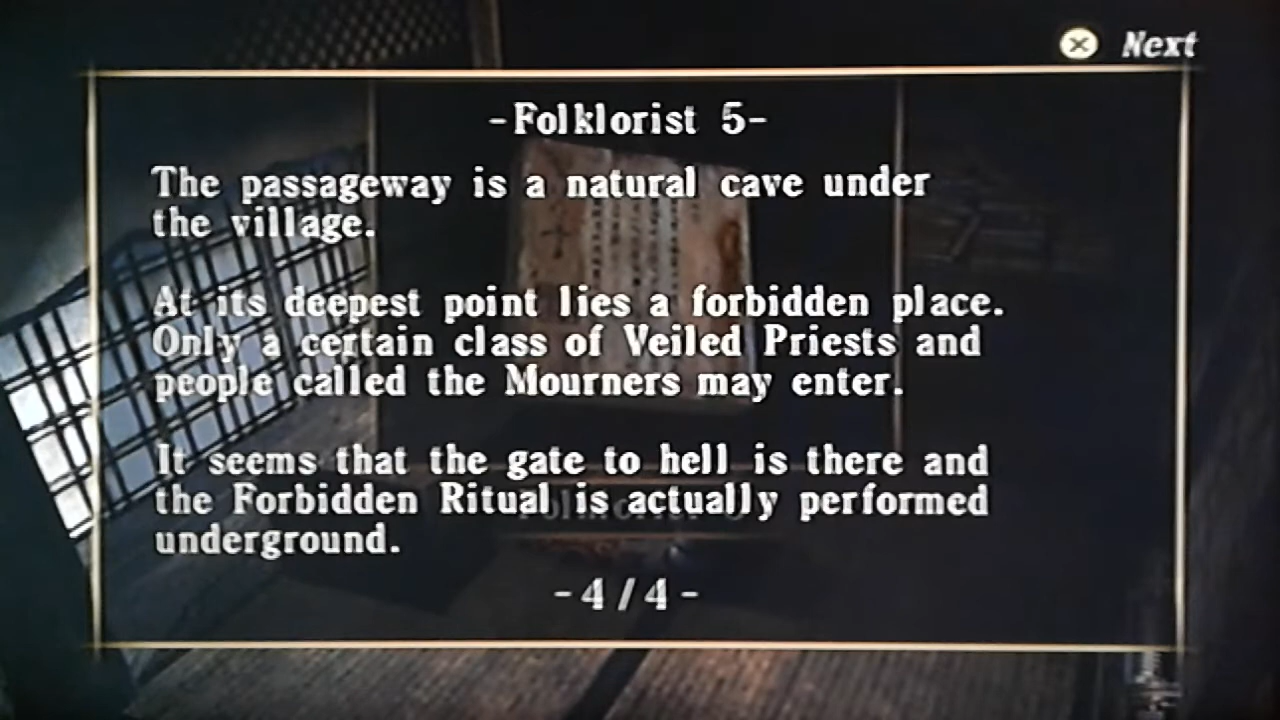 Next
-Folklorist 5-
The passageway is a natural cave under
the village.
At its deepest point lies a forbidden place.
Only a certain class of Veiled Priests and
people called the Mourners may enter.
It seems that the gate to hell is there and
the Forbidden Ritual is actually performed
underground.
-4/4-